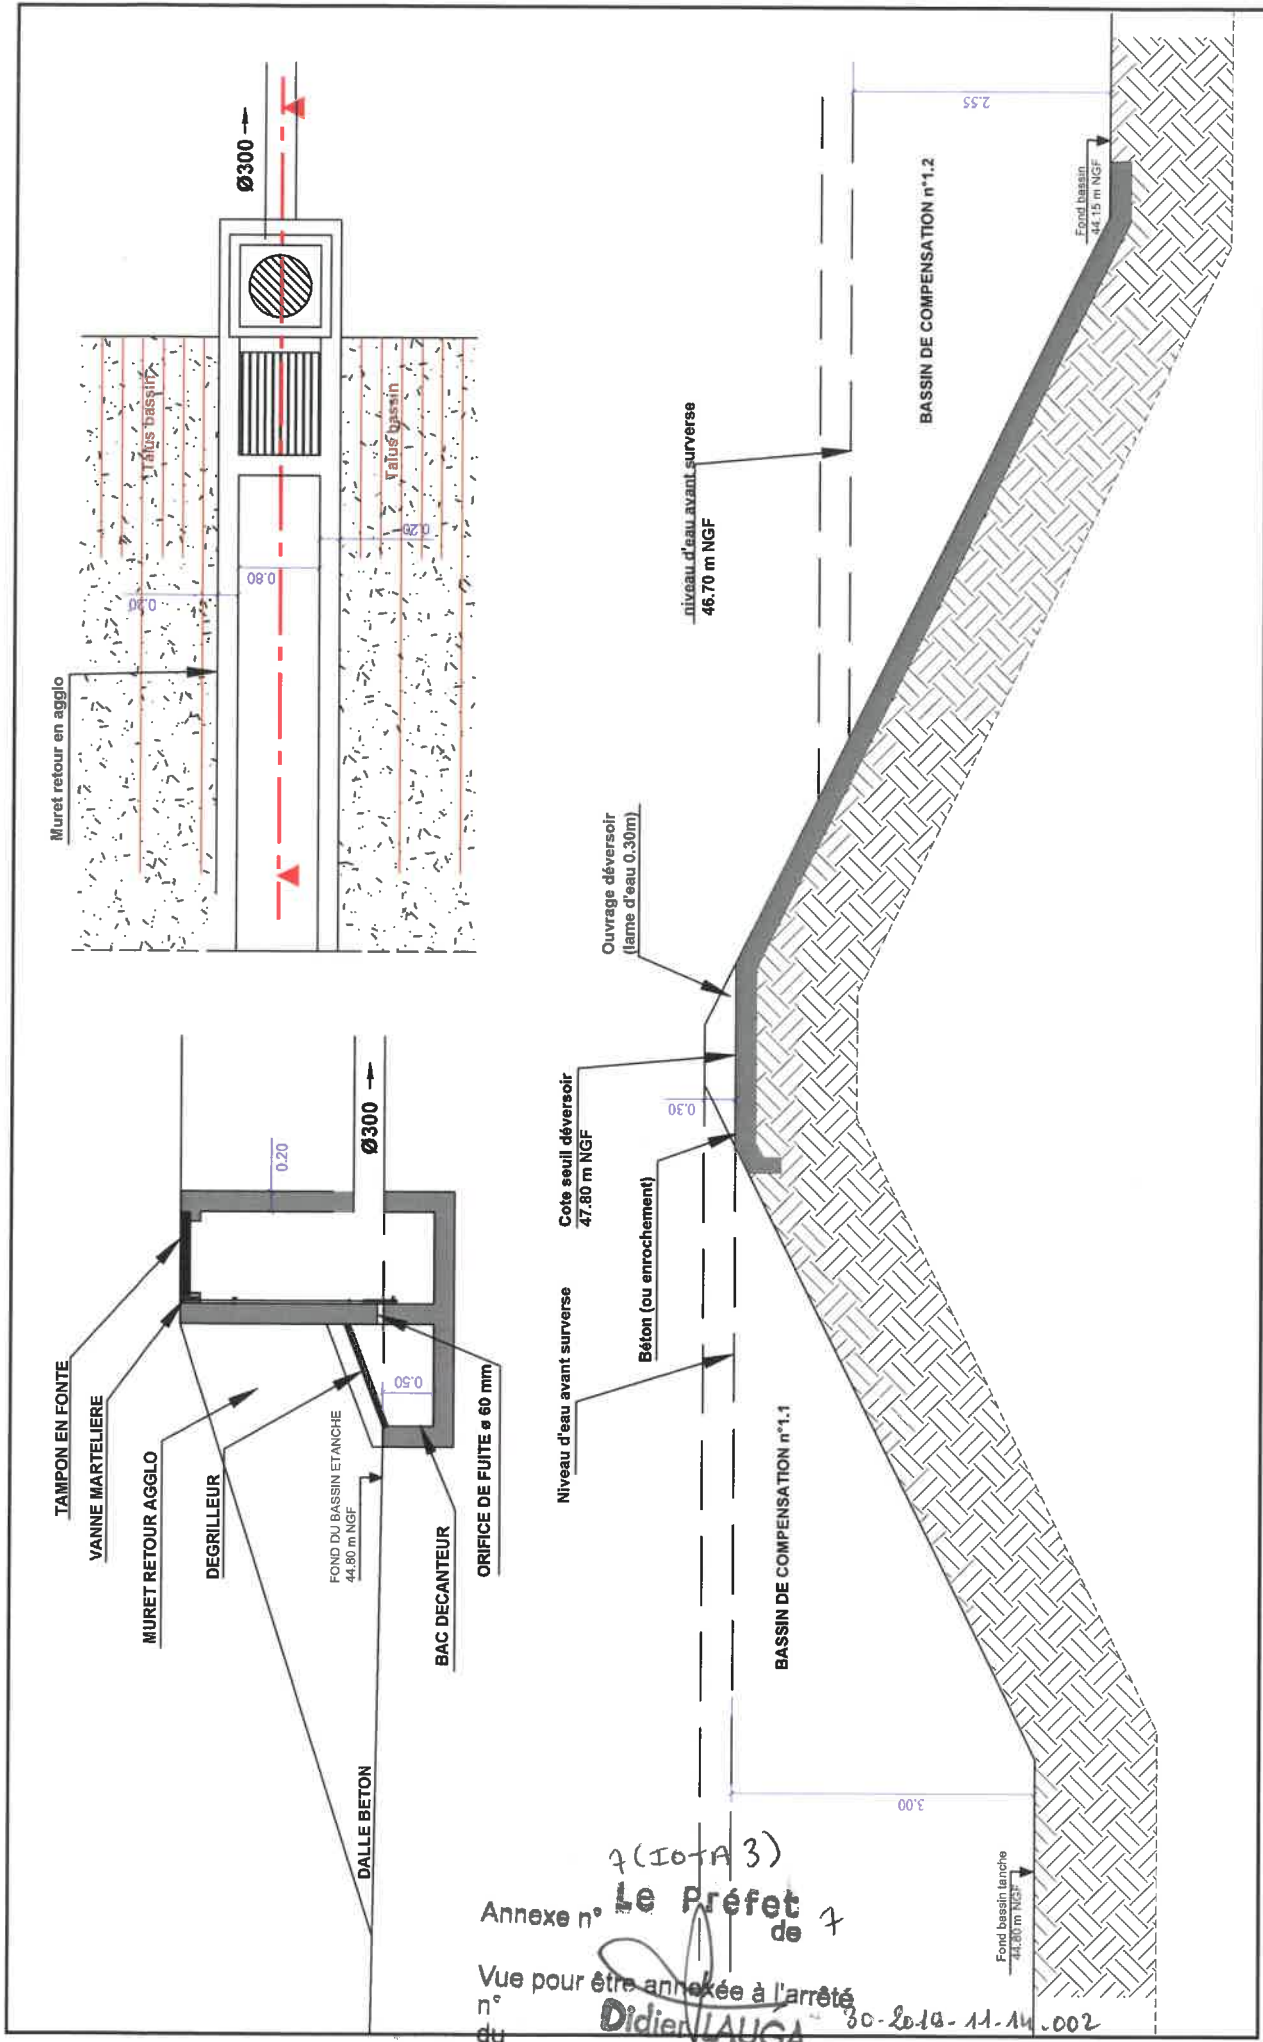 TAMPON EN FONTE
VANNE MARTELIERE
MURET RETOUR AGGLO
DEGRILLEUR
FOND DU BASSIN ETANCHE
44.80 m NGF
DALLE BETON
BAC DECANTEUR
ORIFICE DE FUITE ø 60 mm
0.50
0.20
Ø300
Muret retour en agglo
Talus bassin
Talus bassin
0.20
0.80
0.20
Ø300
Niveau d'eau avant surverse
Cote seuil déversoir
47.80 m NGF
Béton (ou enrochement)
0.30
Ouvrage déversoir
(lame d'eau 0.30m)
niveau d'eau avant surverse
46.70 m NGF
BASSIN DE COMPENSATION n°1.1
BASSIN DE COMPENSATION n°1.2
3.00
2.55
Fond bassin tanche
44.80 m NGF
Fond bassin
44.15 m NGF
7 (IOTA 3)
Annexe n° Le Préfet
de 7
Vue pour être annexée à l'arrêté
n°
du Didier LAUGA